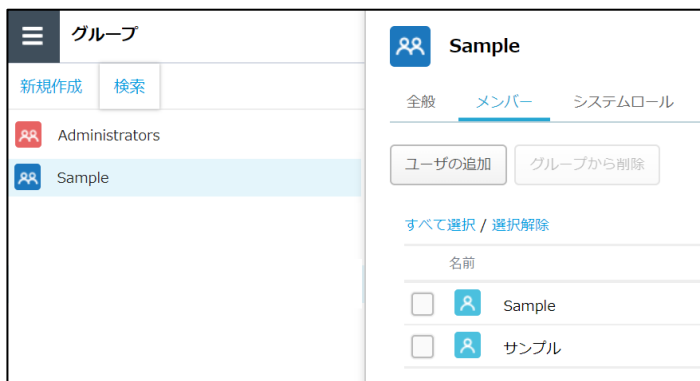 グループ
新規作成 検索
Administrators
Sample
Sample
全般 メンバー システムロール
ユーザの追加 グループから削除
すべて選択 / 選択解除
名前
Sample
サンプル